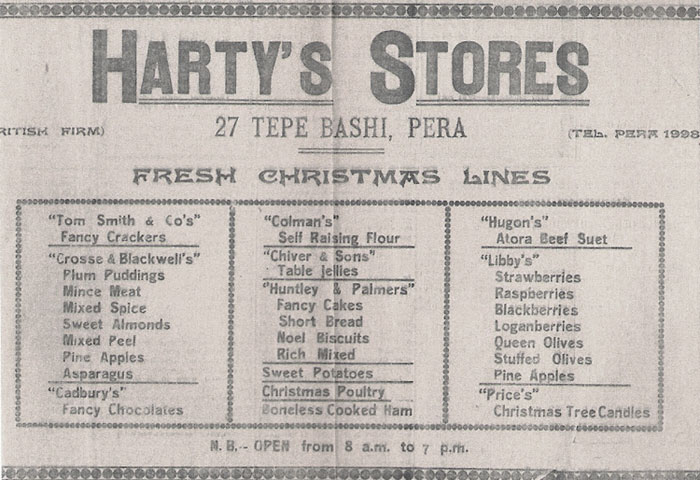 HARTY'S STORES
27 TEPE BASHI, PERA
RITISH FIRM)
(TEL. PERA 1998
FRESH CHRISTMAS LINES
"Tom Smith & Co's"
Fancy Crackers
"Crosse & Blackwell's"
Plum Puddings
Mince Meat
Mixed Spice
Sweet Almonds
Mixed Peel
Pine Apples
Asparagus
"Cadbury's"
Fancy Chocolates
"Colman's"
Self Raising Flour
"Chiver & Sons"
Table Jellies
"Huntley & Palmers"
Fancy Cakes
Short Bread
Noel Biscuits
Rich Mixed
Sweet Potatoes
Christmas Poultry
Boneless Cooked Ham
"Hugon's"
Atora Beef Suet
"Libby's"
Strawberries
Raspberries
Blackberries
Loganberries
Queen Olives
Stuffed Olives
Pine Apples
"Price's"
Christmas Tree Candles
N.B.- OPEN from 8 a.m. to 7 p.m.